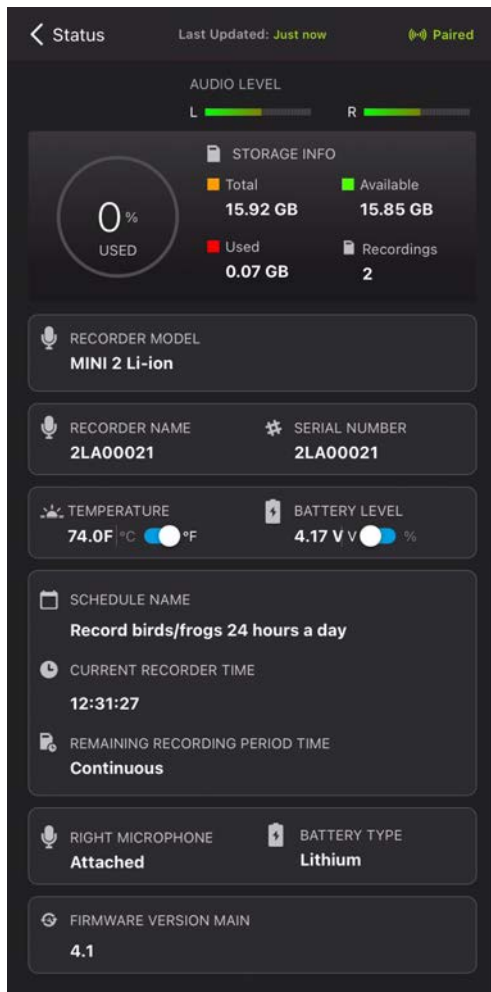 Status
Last Updated: Just now
Paired
AUDIO LEVEL
L
R
STORAGE INFO
0 %
USED
Total
Available
15.92 GB
15.85 GB
Used
Recordings
0.07 GB
2
RECORDER MODEL
MINI 2 Li-ion
RECORDER NAME
SERIAL NUMBER
2LA00021
2LA00021
TEMPERATURE
BATTERY LEVEL
74.0F °C °F
4.17 V V %
SCHEDULE NAME
Record birds/frogs 24 hours a day
CURRENT RECORDER TIME
12:31:27
REMAINING RECORDING PERIOD TIME
Continuous
RIGHT MICROPHONE
BATTERY TYPE
Attached
Lithium
FIRMWARE VERSION MAIN
4.1